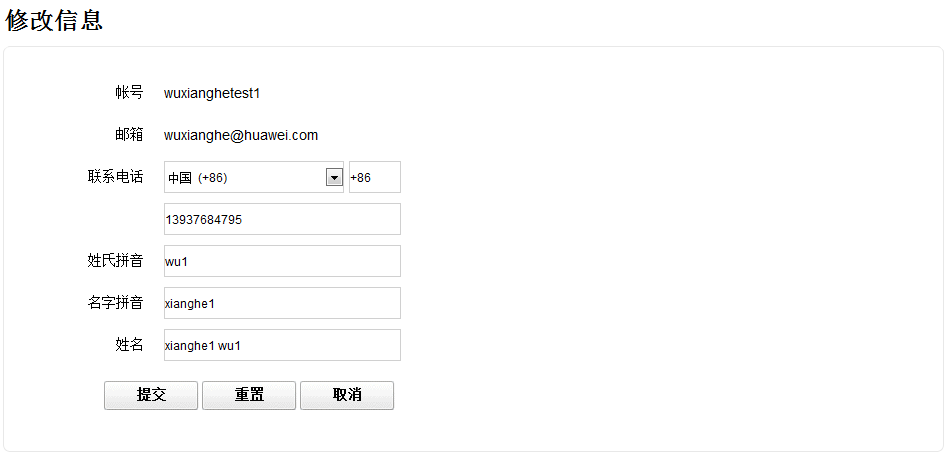 修改信息
帐号 wuxianghetest1
邮箱 wuxianghe@huawei.com
联系电话 中国 (+86) +86
13937684795
姓氏拼音 wu1
名字拼音 xianghe1
姓名 xianghe1 wu1
提交 重置 取消